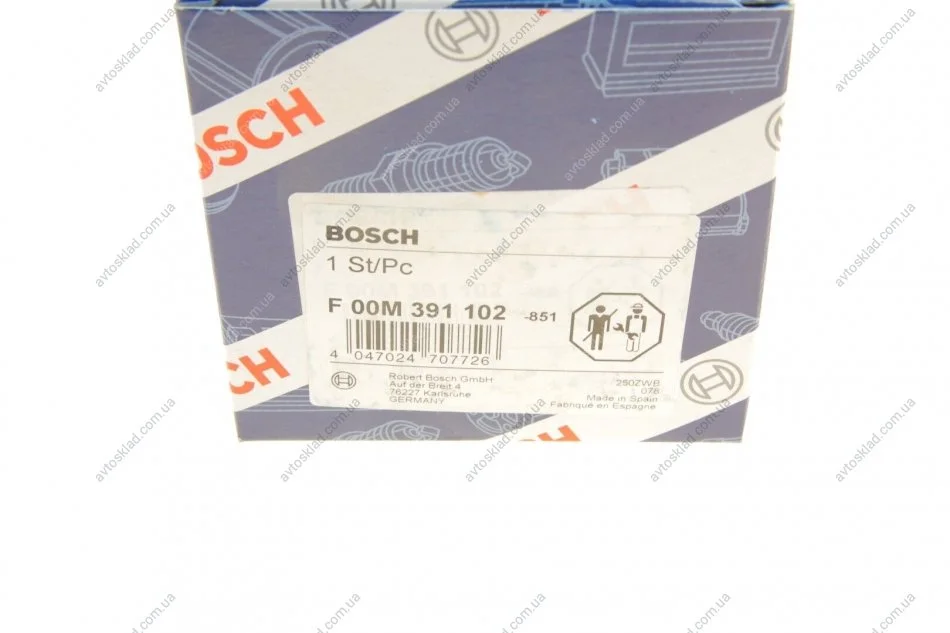 BOSCH
BOSCH
1 St/Pc
F 00M 391 102 -851
4 047024 707726
Robert Bosch GmbH
Auf der Breit 4
76227 Karlsruhe
GERMANY
250ZWB
078
Made in Spain
Fabriqué en Espagne
avtosklad.com.ua